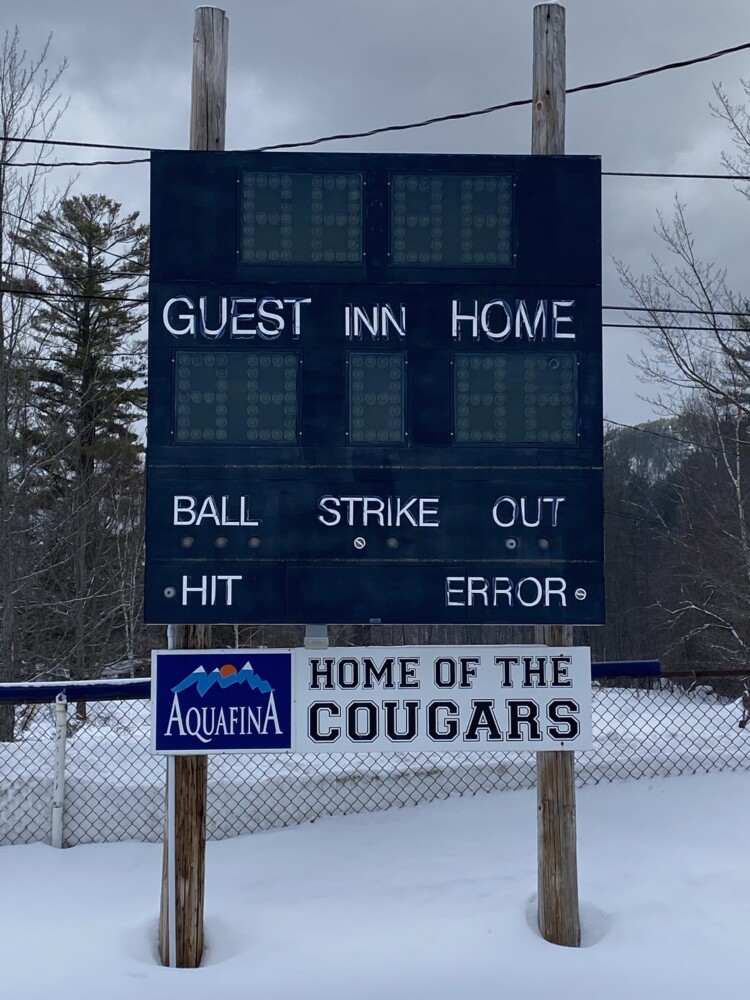 GUEST INN HOME
BALL STRIKE OUT
HIT ERROR
AQUAFINA
HOME OF THE
COUGARS